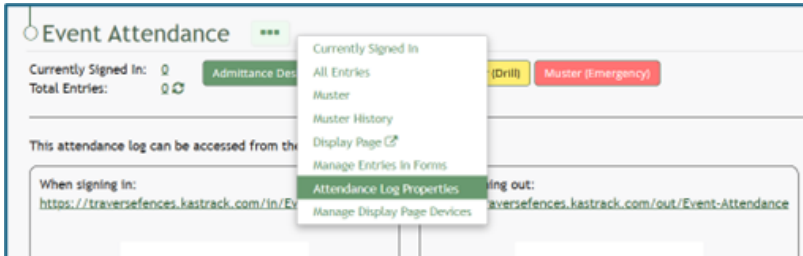 Event Attendance •••
Currently Signed In: 0
Total Entries: 0
Admittance Des
(Drill)
Muster (Emergency)
Currently Signed In
All Entries
Muster
Muster History
Display Page
Manage Entries In Forms
Attendance Log Properties
Manage Display Page Devices
This attendance log can be accessed from the
When signing in:
https://traversefences.kastrack.com/in/Ev
ing out:
raversefences.kastrack.com/out/Event-Attendance